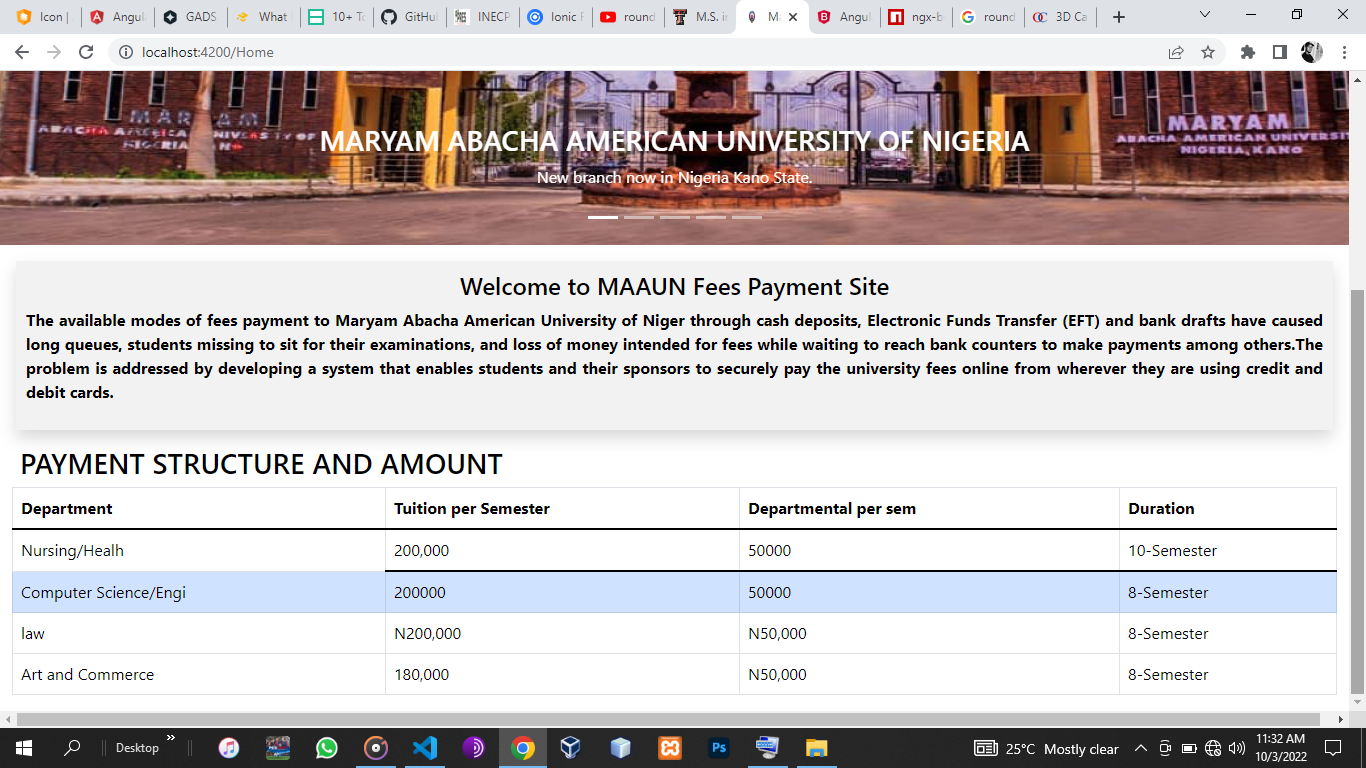 Icon |
Angul
GADS
What
10+ To
GitHub
INECP
Ionic F
round
M.S. in
Ma
Angul
ngx-b
round
3D Ca
localhost:4200/Home
MARYAM
ABACHA AMERICAN UNIVERSITY OF
NIGERIA
MARYAM
ABACHA AMERICAN UNIVERSITY
NIGERIA, KANO
MARYAM ABACHA AMERICAN UNIVERSITY OF NIGERIA
New branch now in Nigeria Kano State.
Welcome to MAAUN Fees Payment Site
The available modes of fees payment to Maryam Abacha American University of Niger through cash deposits, Electronic Funds Transfer (EFT) and bank drafts have caused
long queues, students missing to sit for their examinations, and loss of money intended for fees while waiting to reach bank counters to make payments among others.The
problem is addressed by developing a system that enables students and their sponsors to securely pay the university fees online from wherever they are using credit and
debit cards.
PAYMENT STRUCTURE AND AMOUNT
Department Tuition per Semester Departmental per sem Duration
Nursing/Healh 200,000 50000 10-Semester
Computer Science/Engi 200000 50000 8-Semester
law N200,000 N50,000 8-Semester
Art and Commerce 180,000 N50,000 8-Semester
Desktop
Ps
25°C Mostly clear
11:32 AM
10/3/2022